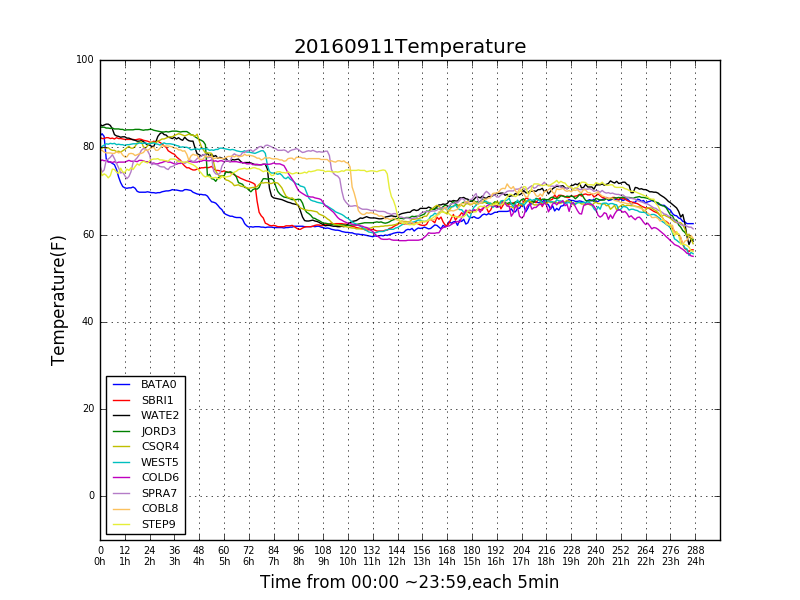 20160911Temperature
Temperature(F)
100
80
60
40
20
0
BATA0
SBRI1
WATE2
JORD3
CSQR4
WEST5
COLD6
SPRA7
COBL8
STEP9
0 12 24 36 48 60 72 84 96 108 120 132 144 156 168 180 192 204 216 228 240 252 264 276 288
0h 1h 2h 3h 4h 5h 6h 7h 8h 9h 10h 11h 12h 13h 14h 15h 16h 17h 18h 19h 20h 21h 22h 23h 24h
Time from 00:00 ~23:59,each 5min